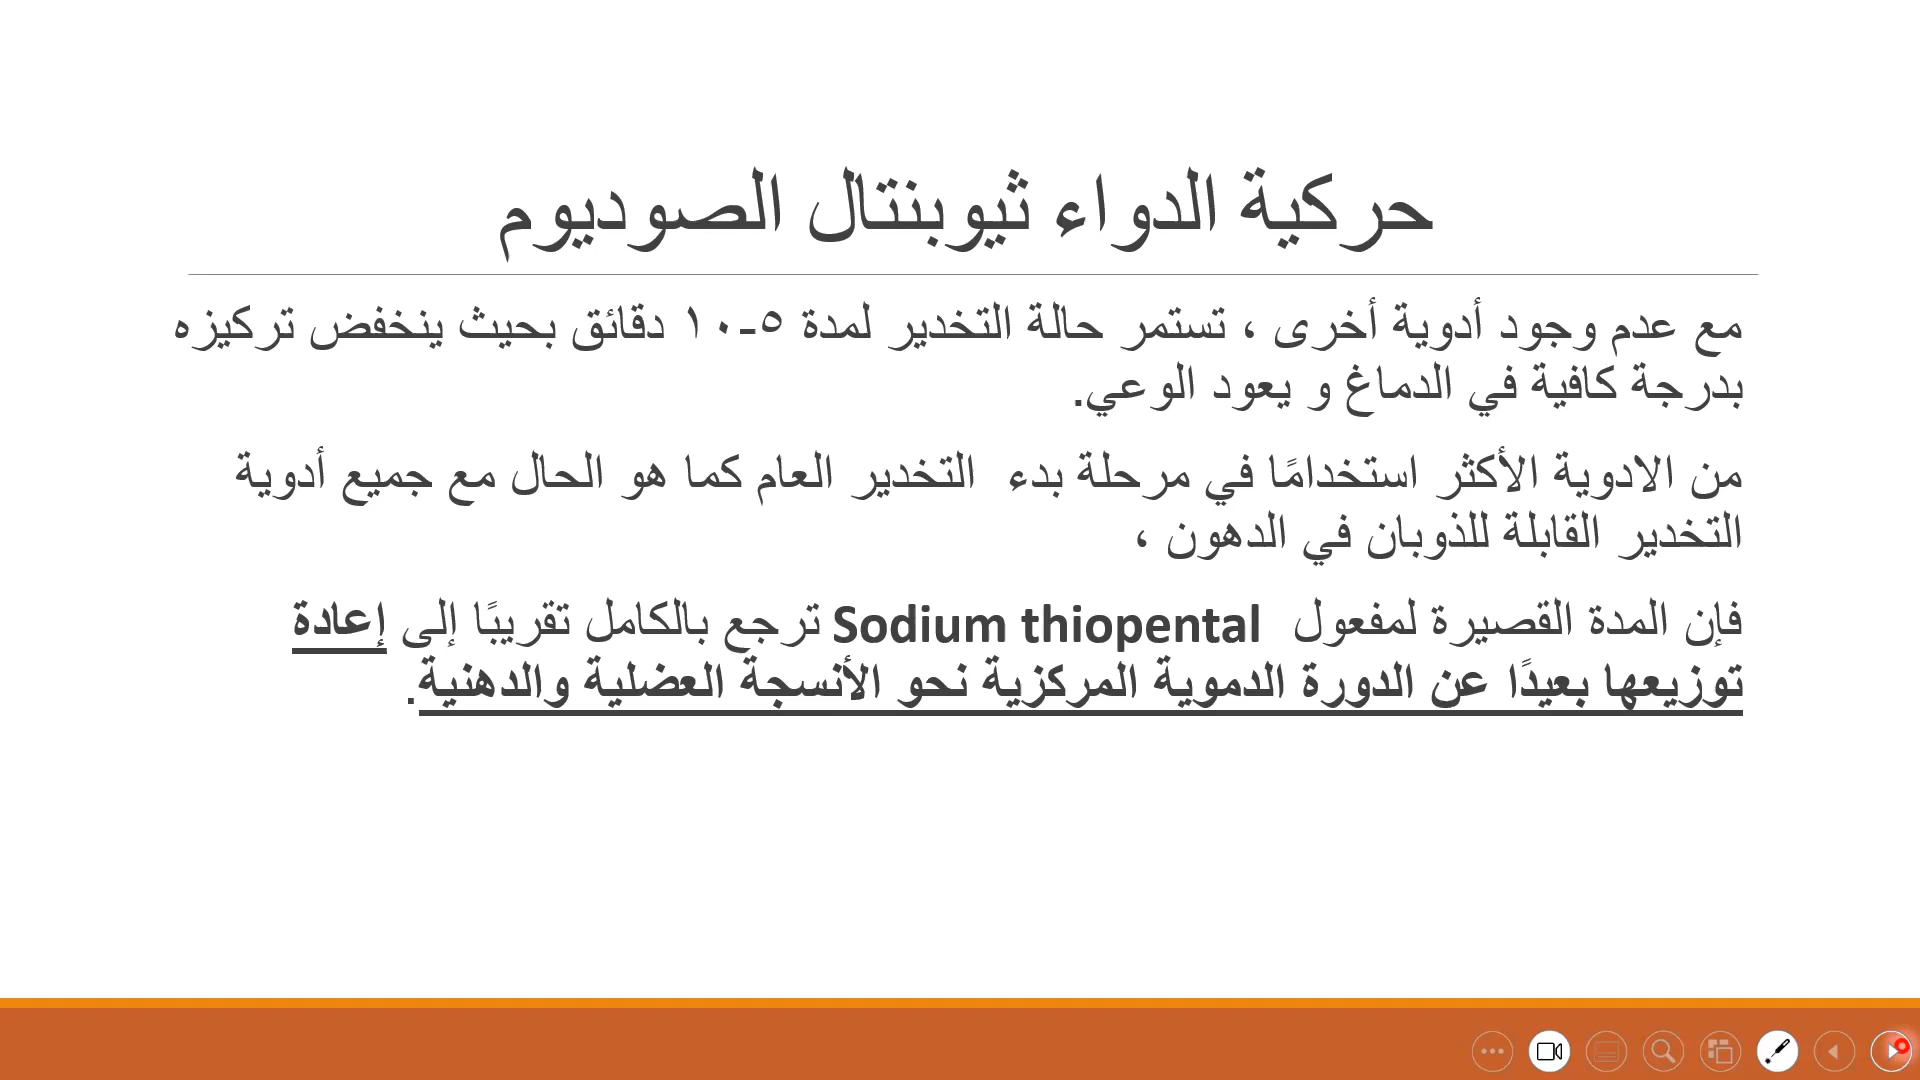 حركية الدواء ثيوبنتال الصوديوم
مع عدم وجود أدوية أخرى ، تستمر حالة التخدير لمدة ٥-١٠ دقائق بحيث ينخفض تركيزه
بدرجة كافية في الدماغ و يعود الوعي.
من الادوية الأكثر استخدامًا في مرحلة بدء التخدير العام كما هو الحال مع جميع أدوية
التخدير القابلة للذوبان في الدهون ،
فإن المدة القصيرة لمفعول Sodium thiopental ترجع بالكامل تقريبًا إلى إعادة
توزيعها بعيدًا عن الدورة الدموية المركزية نحو الأنسجة العضلية والدهنية.